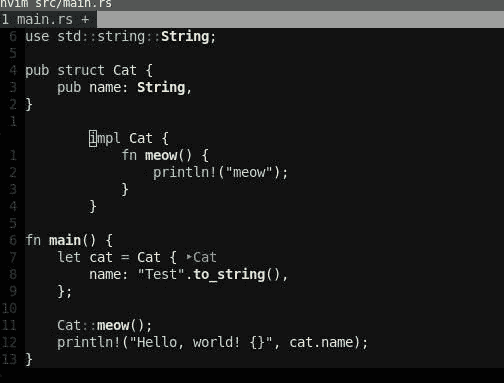 nvim src/main.rs
1 main.rs +
6 use std::string::String;
5
4 pub struct Cat {
3     pub name: String,
2 }
1
        impl Cat {
1             fn meow() {
2                 println!("meow");
3             }
4         }
5
6 fn main() {
7     let cat = Cat { ▸Cat
8         name: "Test".to_string(),
9     };
10
11     Cat::meow();
12     println!("Hello, world! {}", cat.name);
13 }